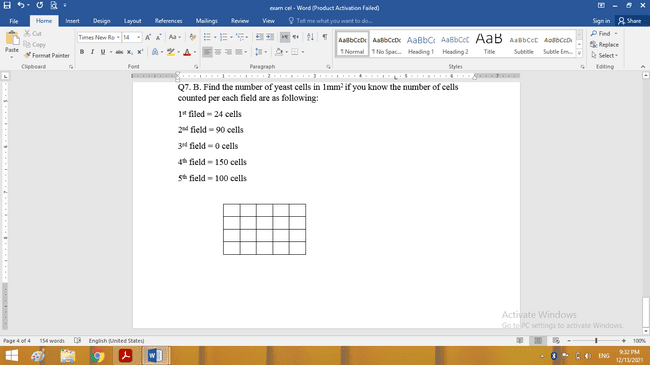 exam cel - Word (Product Activation Failed)
File Home Insert Design Layout References Mailings Review View Tell me what you want to do... Sign in Share
Cut
Copy
Format Painter
Paste
Clipboard
Times New Ro 14
Font
Paragraph
AaBbCcDc AaBbCcDc AaBbCc AaBbCcC AaB AaBbCcC AaBbCcDc
¶ Normal ¶ No Spac... Heading 1 Heading 2 Title Subtitle Subtle Em...
Styles
Find
Replace
Select
Editing
Q7. B. Find the number of yeast cells in 1mm² if you know the number of cells
counted per each field are as following:
1st filed = 24 cells
2nd field = 90 cells
3rd field = 0 cells
4th field = 150 cells
5th field = 100 cells
Activate Windows
Go to PC settings to activate Windows.
Page 4 of 4 154 words English (United States) 100%
ENG 9:32 PM
12/13/2021